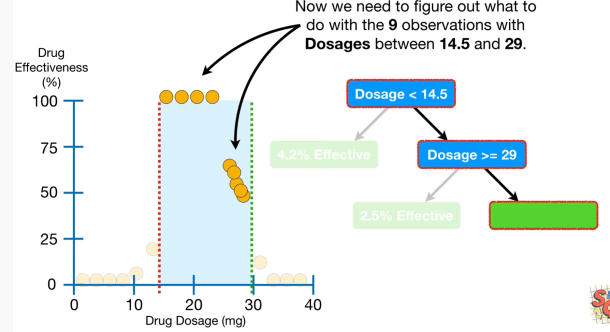 Now we need to figure out what to
do with the 9 observations with
Dosages between 14.5 and 29.
Drug
Effectiveness
(%)
100
75
50
25
0
0
10
20
30
40
Drug Dosage (mg)
Dosage < 14.5
4.2% Effective
Dosage >= 29
2.5% Effective